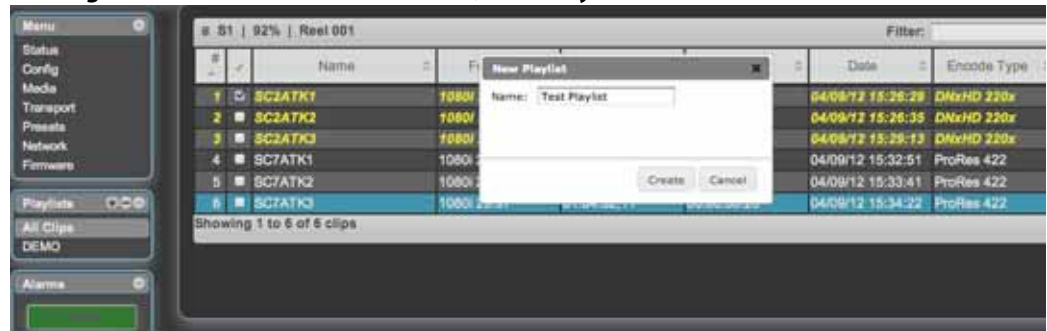 Menu
Status
Config
Media
Transport
Presets
Network
Firmware
Playlists
All Clips
DEMO
Alarms
S1 | 92% | Reel 001
Filter:
# Name Date Encode Type
1 SC2ATK1 1080i 04/09/12 15:26:29 DNxHD 220x
2 SC2ATK2 1080i 04/09/12 15:26:35 DNxHD 220x
3 SC2ATK3 1080i 04/09/12 15:29:13 DNxHD 220x
4 SC7ATK1 1080i 04/09/12 15:32:51 ProRes 422
5 SC7ATK2 1080i 04/09/12 15:33:41 ProRes 422
6 SC7ATK3 04/09/12 15:34:22 ProRes 422
Showing 1 to 6 of 6 clips
New Playlist
Name: Test Playlist
Create Cancel